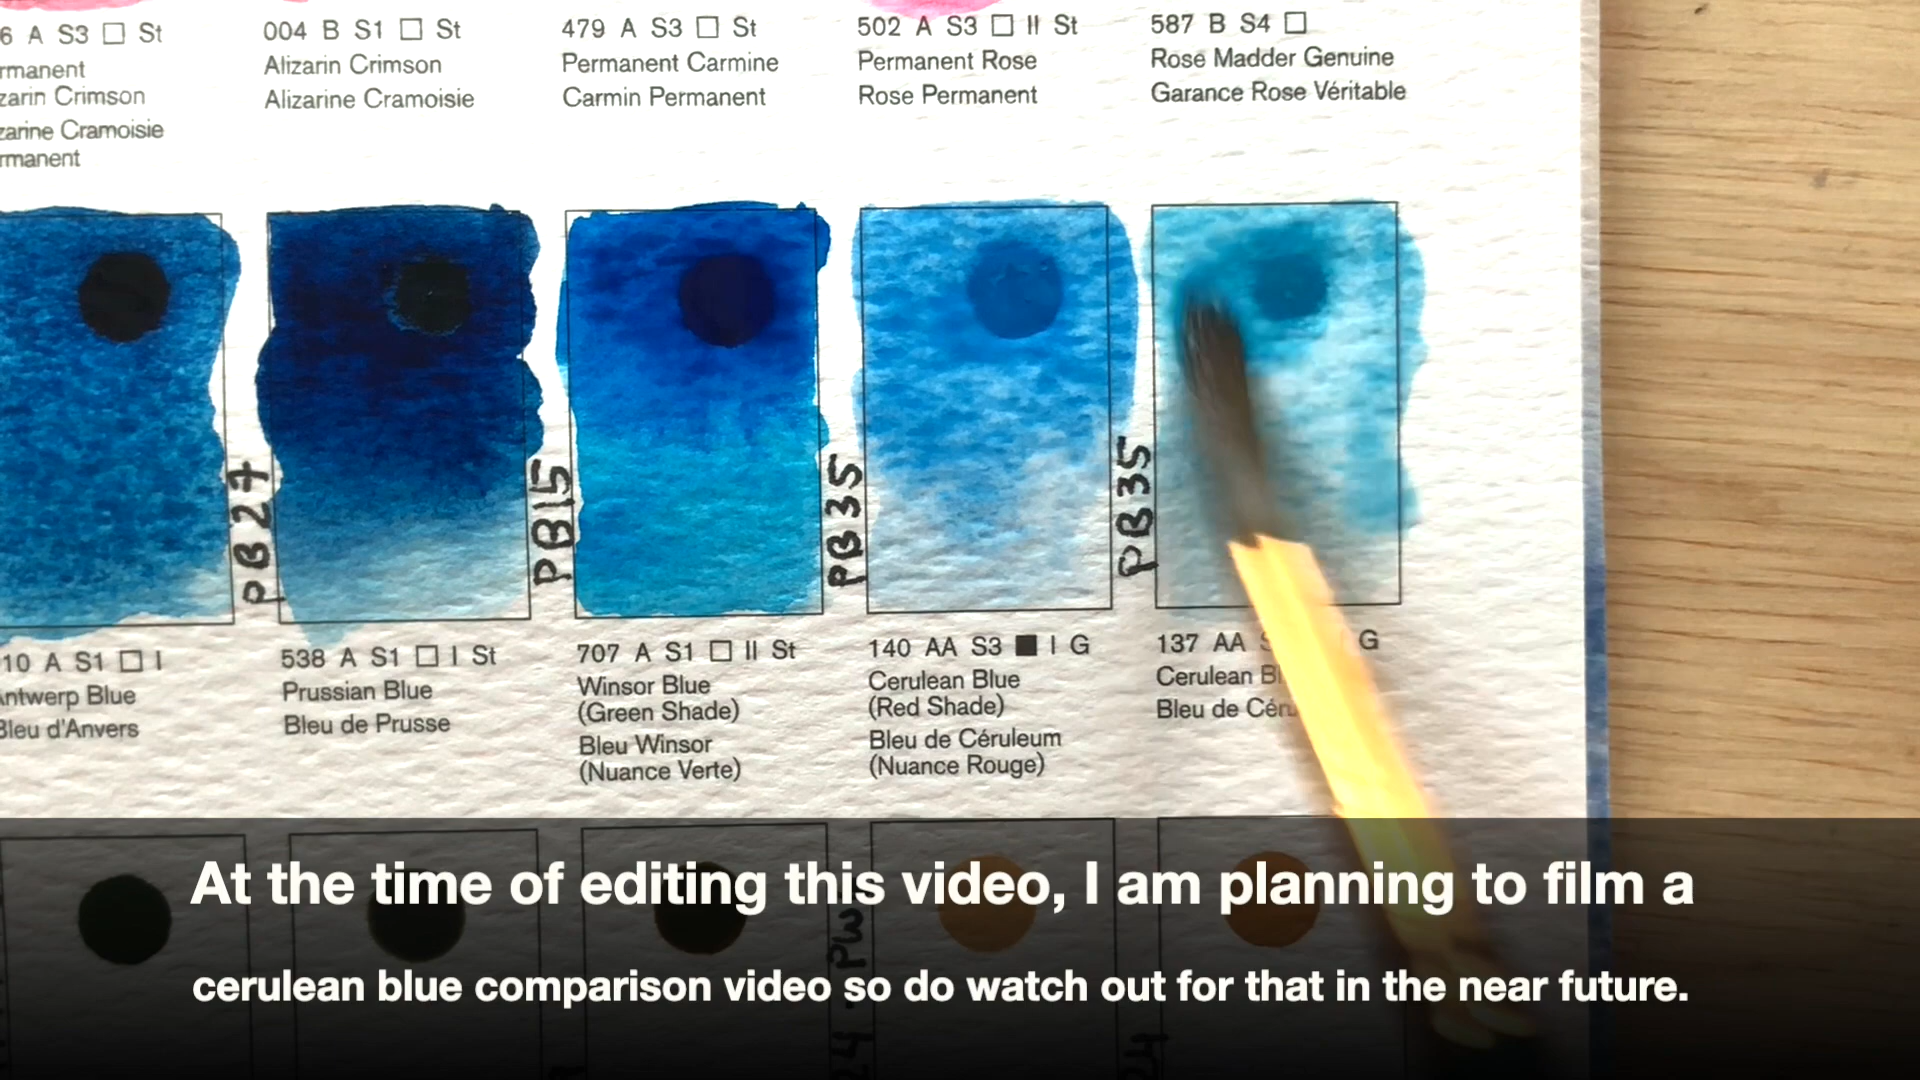 6 A S3 □ St
rmanent
zarin Crimson
zarine Cramoisie
rmanent
004 B S1 □ St
Alizarin Crimson
Alizarine Cramoisie
479 A S3 □ St
Permanent Carmine
Carmin Permanent
502 A S3 □ II St
Permanent Rose
Rose Permanent
587 B S4 □
Rose Madder Genuine
Garance Rose Véritable
PB27
PB15
PB35
PB35
10 A S1 □ I
Antwerp Blue
Bleu d'Anvers
538 A S1 □ I St
Prussian Blue
Bleu de Prusse
707 A S1 □ II St
Winsor Blue
(Green Shade)
Bleu Winsor
(Nuance Verte)
140 AA S3 ■ I G
Cerulean Blue
(Red Shade)
Bleu de Céruleum
(Nuance Rouge)
137 AA G
Cerulean Bl
Bleu de Céru
At the time of editing this video, I am planning to film a
cerulean blue comparison video so do watch out for that in the near future.